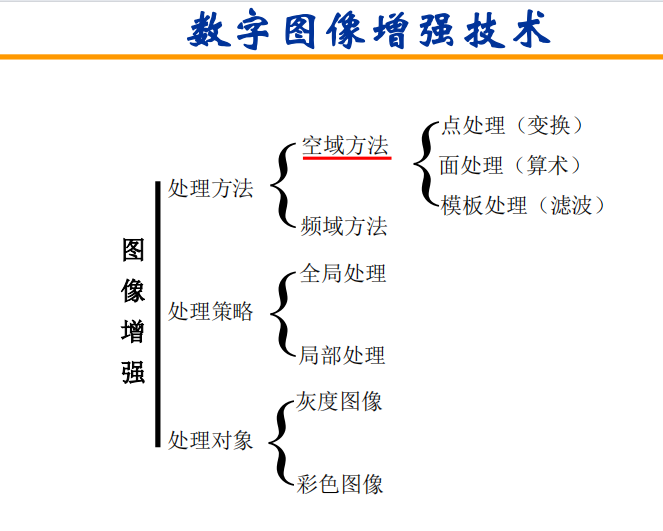 数字图像增强技术
图像增强
处理方法
空域方法
点处理（变换）
面处理（算术）
模板处理（滤波）
频域方法
处理策略
全局处理
局部处理
处理对象
灰度图像
彩色图像